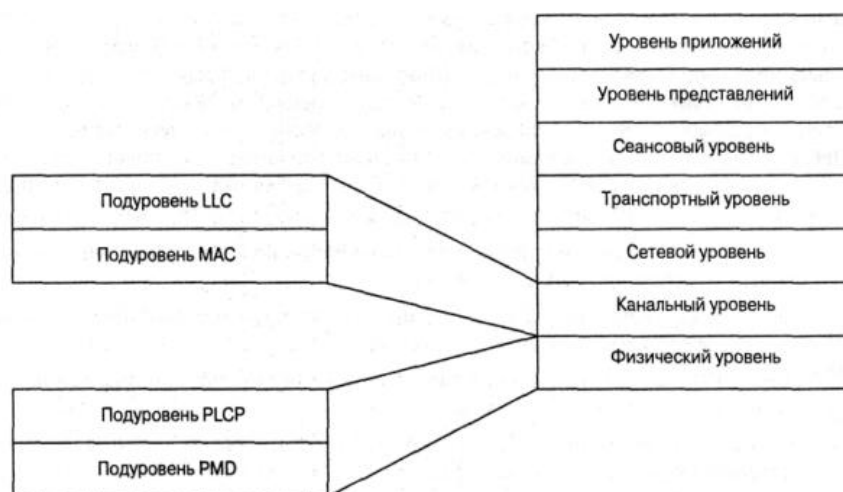 Уровень приложений
Уровень представлений
Сеансовый уровень
Транспортный уровень
Сетевой уровень
Канальный уровень
Физический уровень
Подуровень LLC
Подуровень MAC
Подуровень PLCP
Подуровень PMD